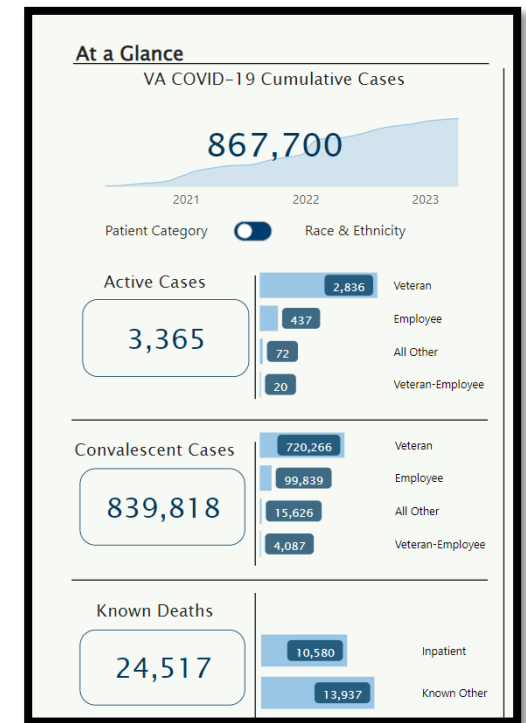 At a Glance
VA COVID-19 Cumulative Cases
867,700
2021 2022 2023
Patient Category Race & Ethnicity
Active Cases
3,365
2,836 Veteran
437 Employee
72 All Other
20 Veteran-Employee
Convalescent Cases
839,818
720,266 Veteran
99,839 Employee
15,626 All Other
4,087 Veteran-Employee
Known Deaths
24,517
10,580 Inpatient
13,937 Known Other